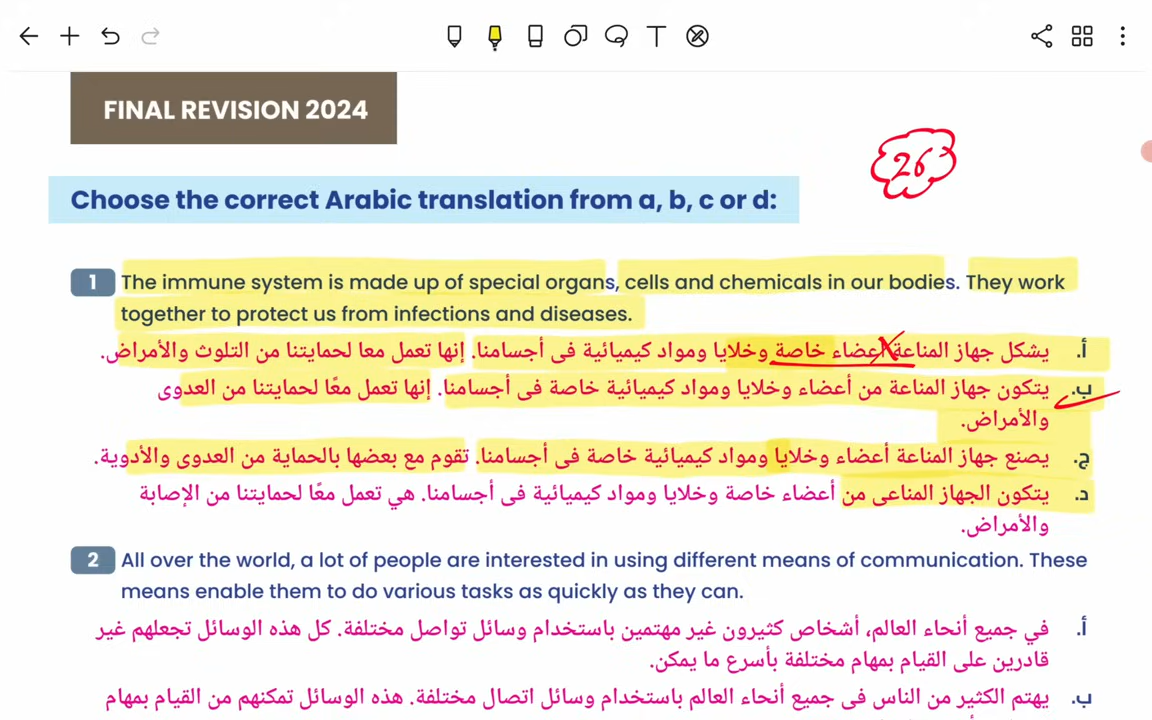 FINAL REVISION 2024
26
Choose the correct Arabic translation from a, b, c or d:
1 The immune system is made up of special organs, cells and chemicals in our bodies. They work
together to protect us from infections and diseases.
أ. يشكل جهاز المناعة أعضاء خاصة وخلايا ومواد كيميائية فى أجسامنا. إنها تعمل معا لحمايتنا من التلوث والأمراض.
ب. يتكون جهاز المناعة من أعضاء وخلايا ومواد كيميائية خاصة فى أجسامنا. إنها تعمل معًا لحمايتنا من العدوى
والأمراض.
ج. يصنع جهاز المناعة أعضاء وخلايا ومواد كيميائية خاصة فى أجسامنا. تقوم مع بعضها بالحماية من العدوى والأدوية.
د. يتكون الجهاز المناعى من أعضاء خاصة وخلايا ومواد كيميائية فى أجسامنا. هي تعمل معًا لحمايتنا من الإصابة
والأمراض.
2 All over the world, a lot of people are interested in using different means of communication. These
means enable them to do various tasks as quickly as they can.
أ. في جميع أنحاء العالم، أشخاص كثيرون غير مهتمين باستخدام وسائل تواصل مختلفة. كل هذه الوسائل تجعلهم غير
قادرين على القيام بمهام مختلفة بأسرع ما يمكن.
ب. يهتم الكثير من الناس فى جميع أنحاء العالم باستخدام وسائل اتصال مختلفة. هذه الوسائل تمكنهم من القيام بمهام